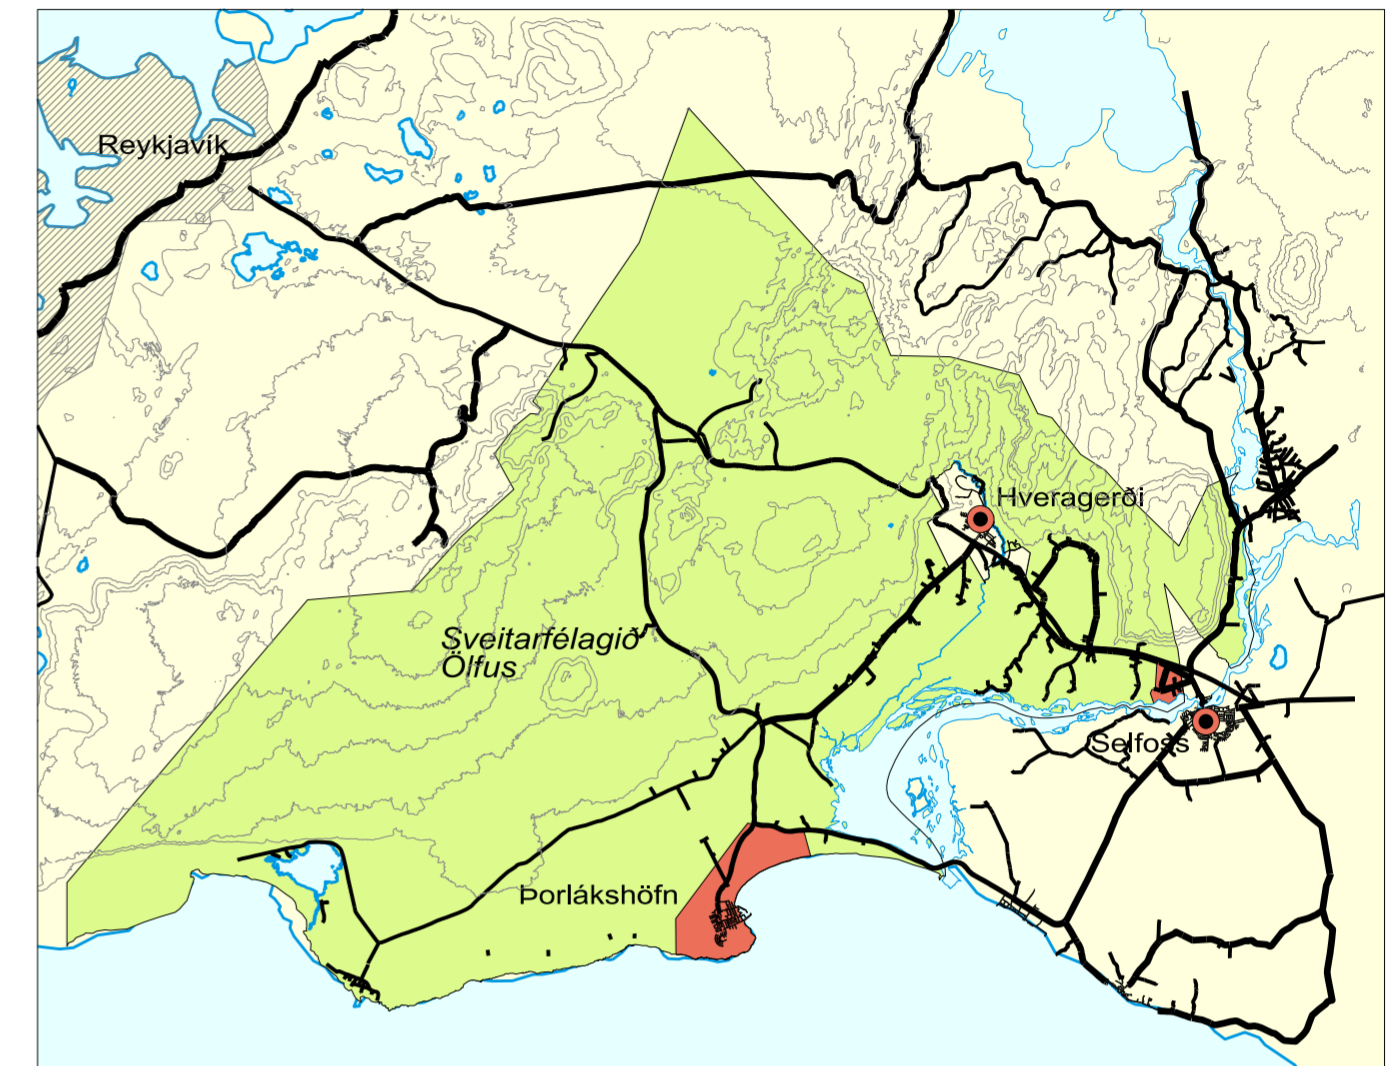 Reykjavík
Hveragerði
Sveitarfélagið
Ölfus
Selfoss
Þorlákshöfn